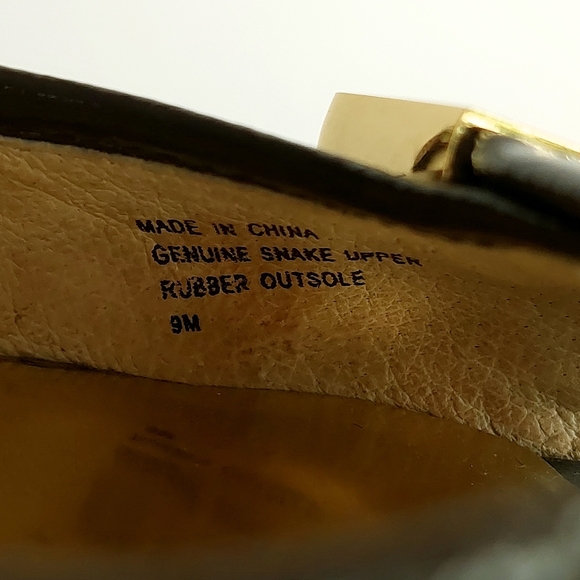 MADE IN CHINA
GENUINE SNAKE UPPER
RUBBER OUTSOLE
9M